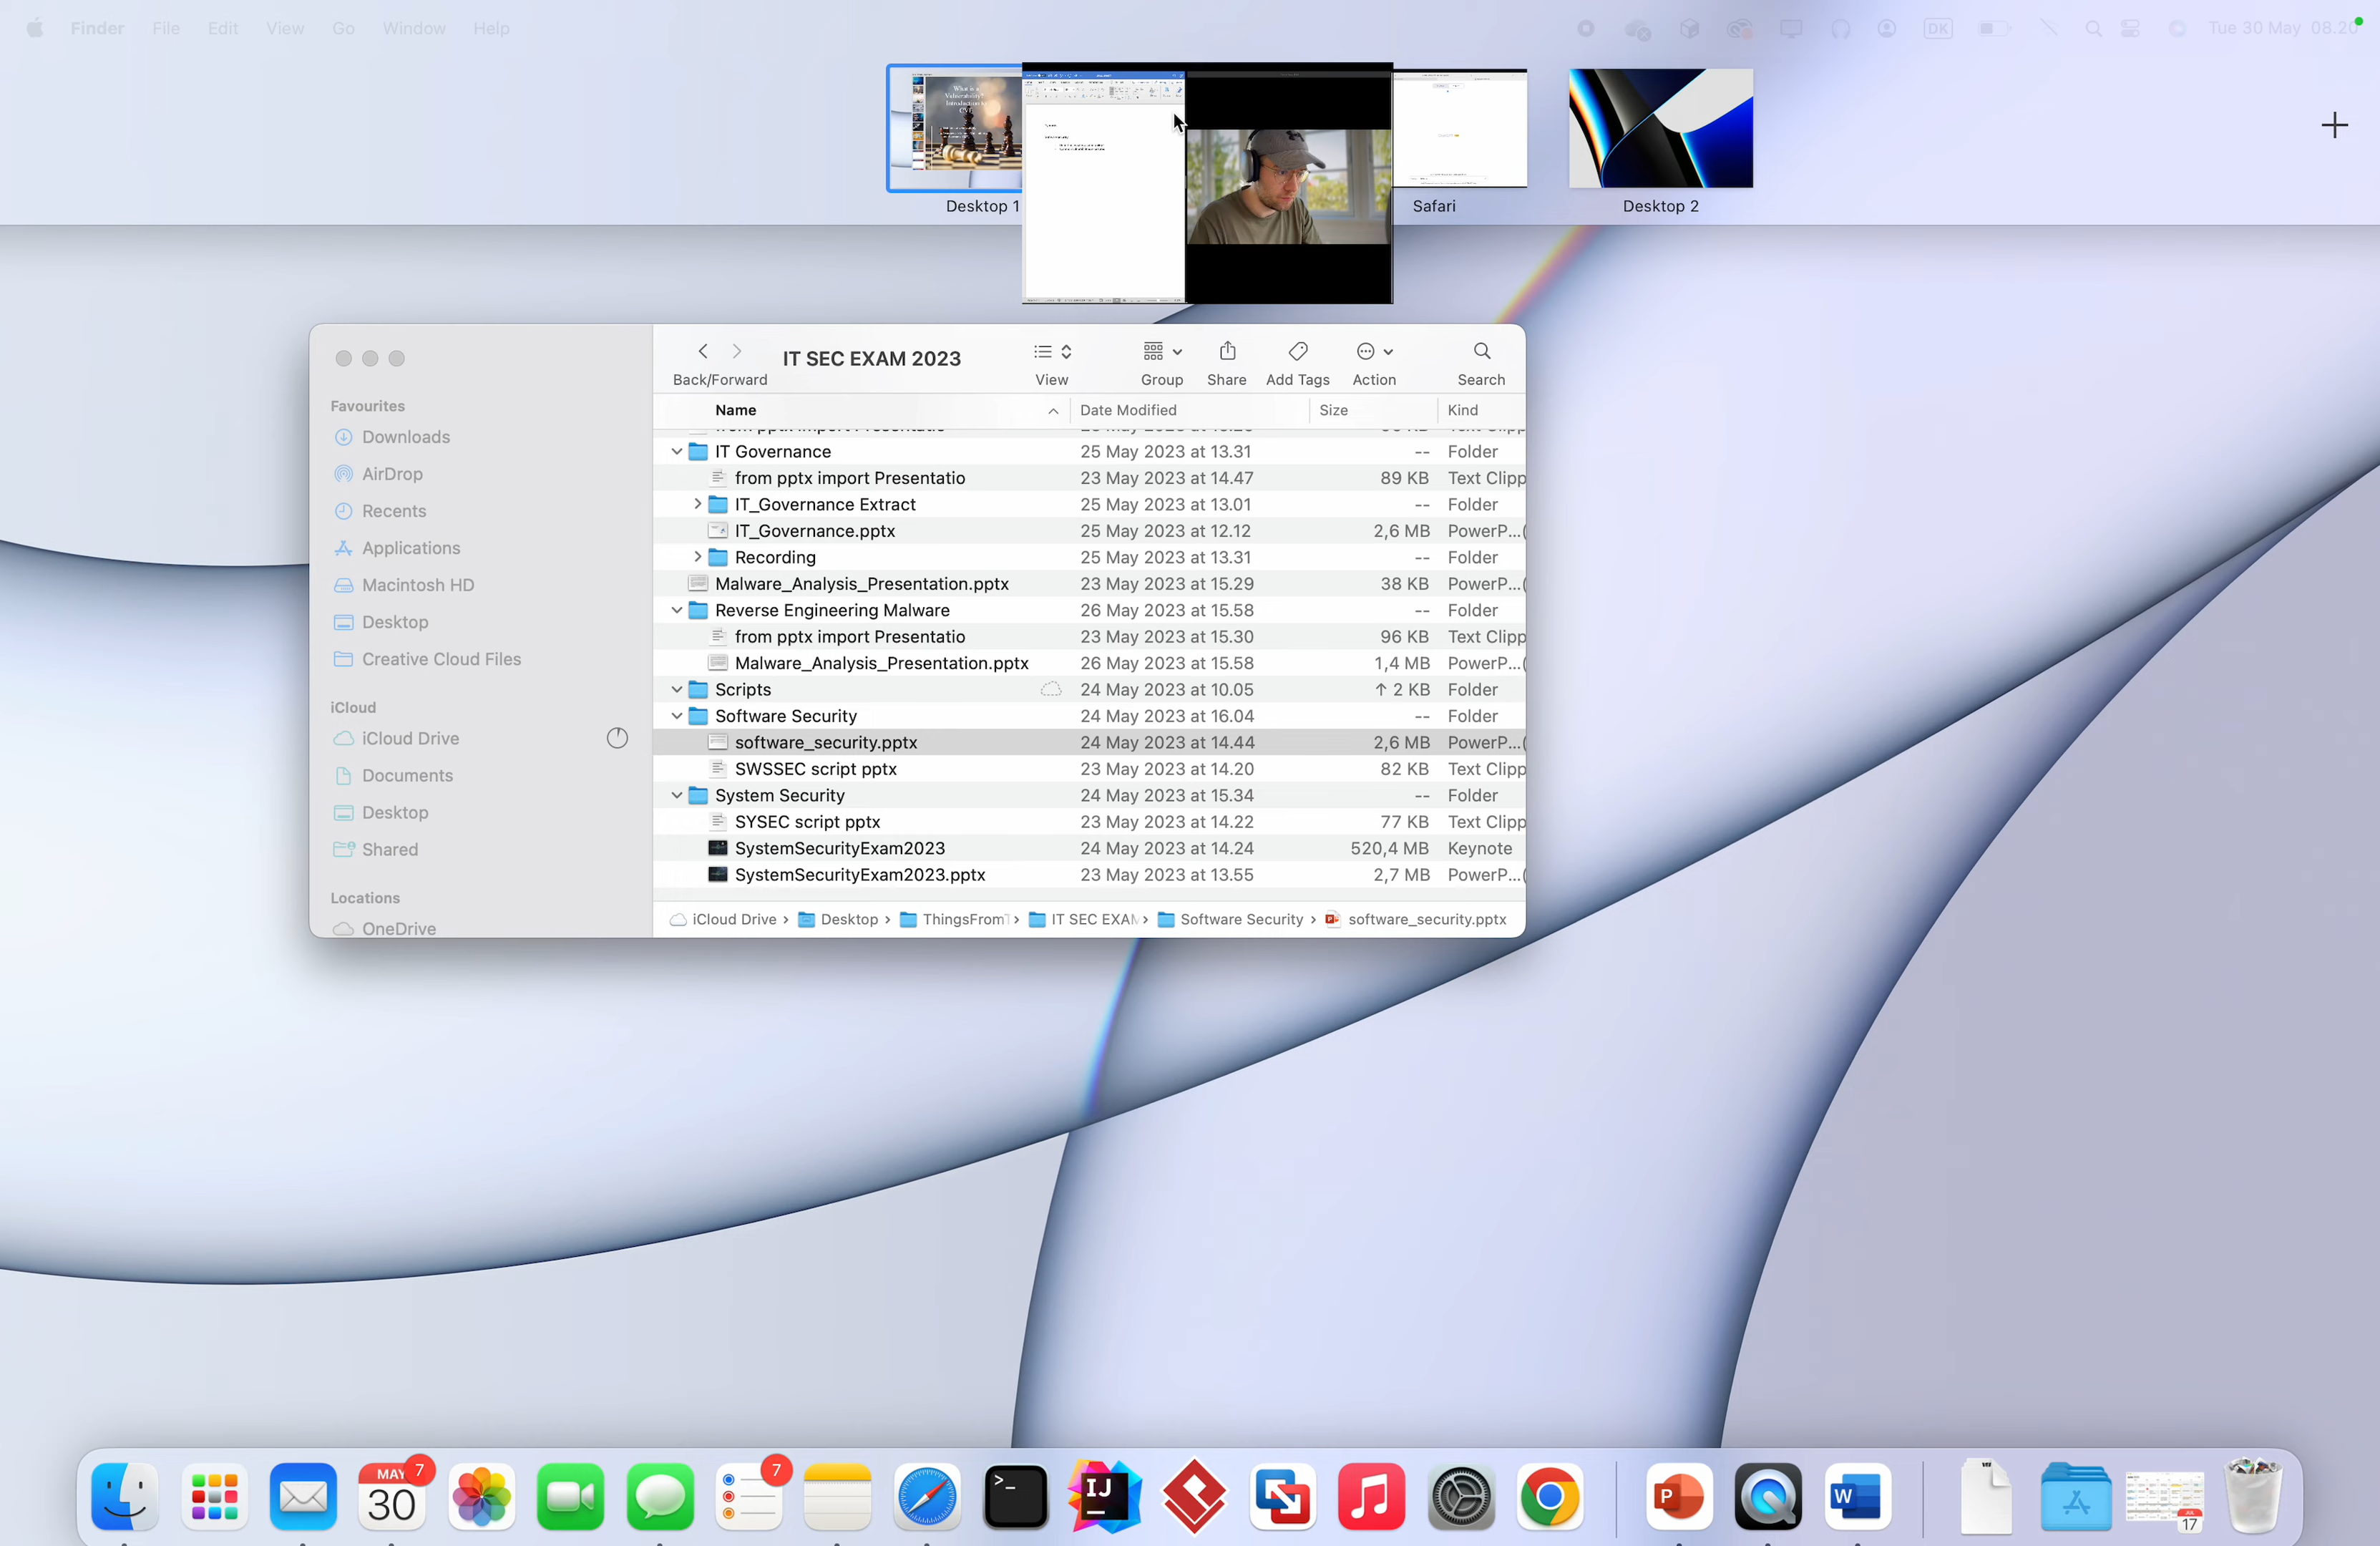 Finder File Edit View Go Window Help
DK Tue 30 May 08.20
What is a
Vulnerability?
Introduction to
Desktop 1
Safari
Desktop 2
IT SEC EXAM 2023
Back/Forward View Group Share Add Tags Action Search
Name Date Modified Size Kind
Favourites
Downloads
AirDrop
Recents
Applications
Macintosh HD
Desktop
Creative Cloud Files
iCloud
iCloud Drive
Documents
Desktop
Shared
Locations
OneDrive
IT Governance 25 May 2023 at 13.31 -- Folder
from pptx import Presentatio 23 May 2023 at 14.47 89 KB Text Clipp
IT_Governance Extract 25 May 2023 at 13.01 -- Folder
IT_Governance.pptx 25 May 2023 at 12.12 2,6 MB PowerP...(
Recording 25 May 2023 at 13.31 -- Folder
Malware_Analysis_Presentation.pptx 23 May 2023 at 15.29 38 KB PowerP...(
Reverse Engineering Malware 26 May 2023 at 15.58 -- Folder
from pptx import Presentatio 23 May 2023 at 15.30 96 KB Text Clipp
Malware_Analysis_Presentation.pptx 26 May 2023 at 15.58 1,4 MB PowerP...(
Scripts 24 May 2023 at 10.05 ↑ 2 KB Folder
Software Security 24 May 2023 at 16.04 -- Folder
software_security.pptx 24 May 2023 at 14.44 2,6 MB PowerP...(
SWSSEC script pptx 23 May 2023 at 14.20 82 KB Text Clipp
System Security 24 May 2023 at 15.34 -- Folder
SYSEC script pptx 23 May 2023 at 14.22 77 KB Text Clipp
SystemSecurityExam2023 24 May 2023 at 14.24 520,4 MB Keynote
SystemSecurityExam2023.pptx 23 May 2023 at 13.55 2,7 MB PowerP...(
iCloud Drive › Desktop › ThingsFromT › IT SEC EXAM › Software Security › software_security.pptx
MAY 7
30
7
>_
IJ
P
W
JUL
17